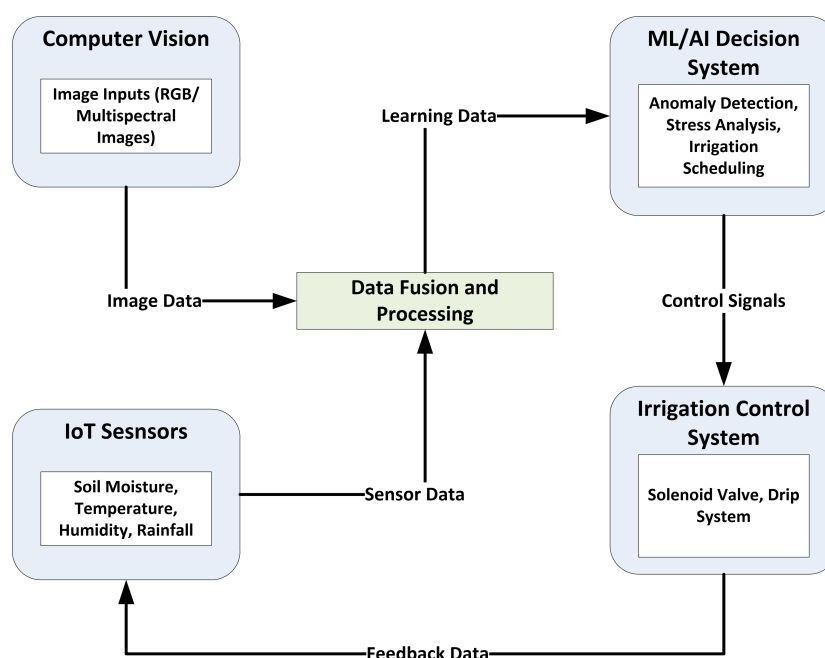 Computer Vision
Image Inputs (RGB/
Multispectral
Images)
ML/AI Decision
System
Anomaly Detection,
Stress Analysis,
Irrigation
Scheduling
Learning Data
Data Fusion and
Processing
Image Data
Control Signals
IoT Sesnsors
Soil Moisture,
Temperature,
Humidity, Rainfall
Sensor Data
Irrigation Control
System
Solenoid Valve, Drip
System
Feedback Data